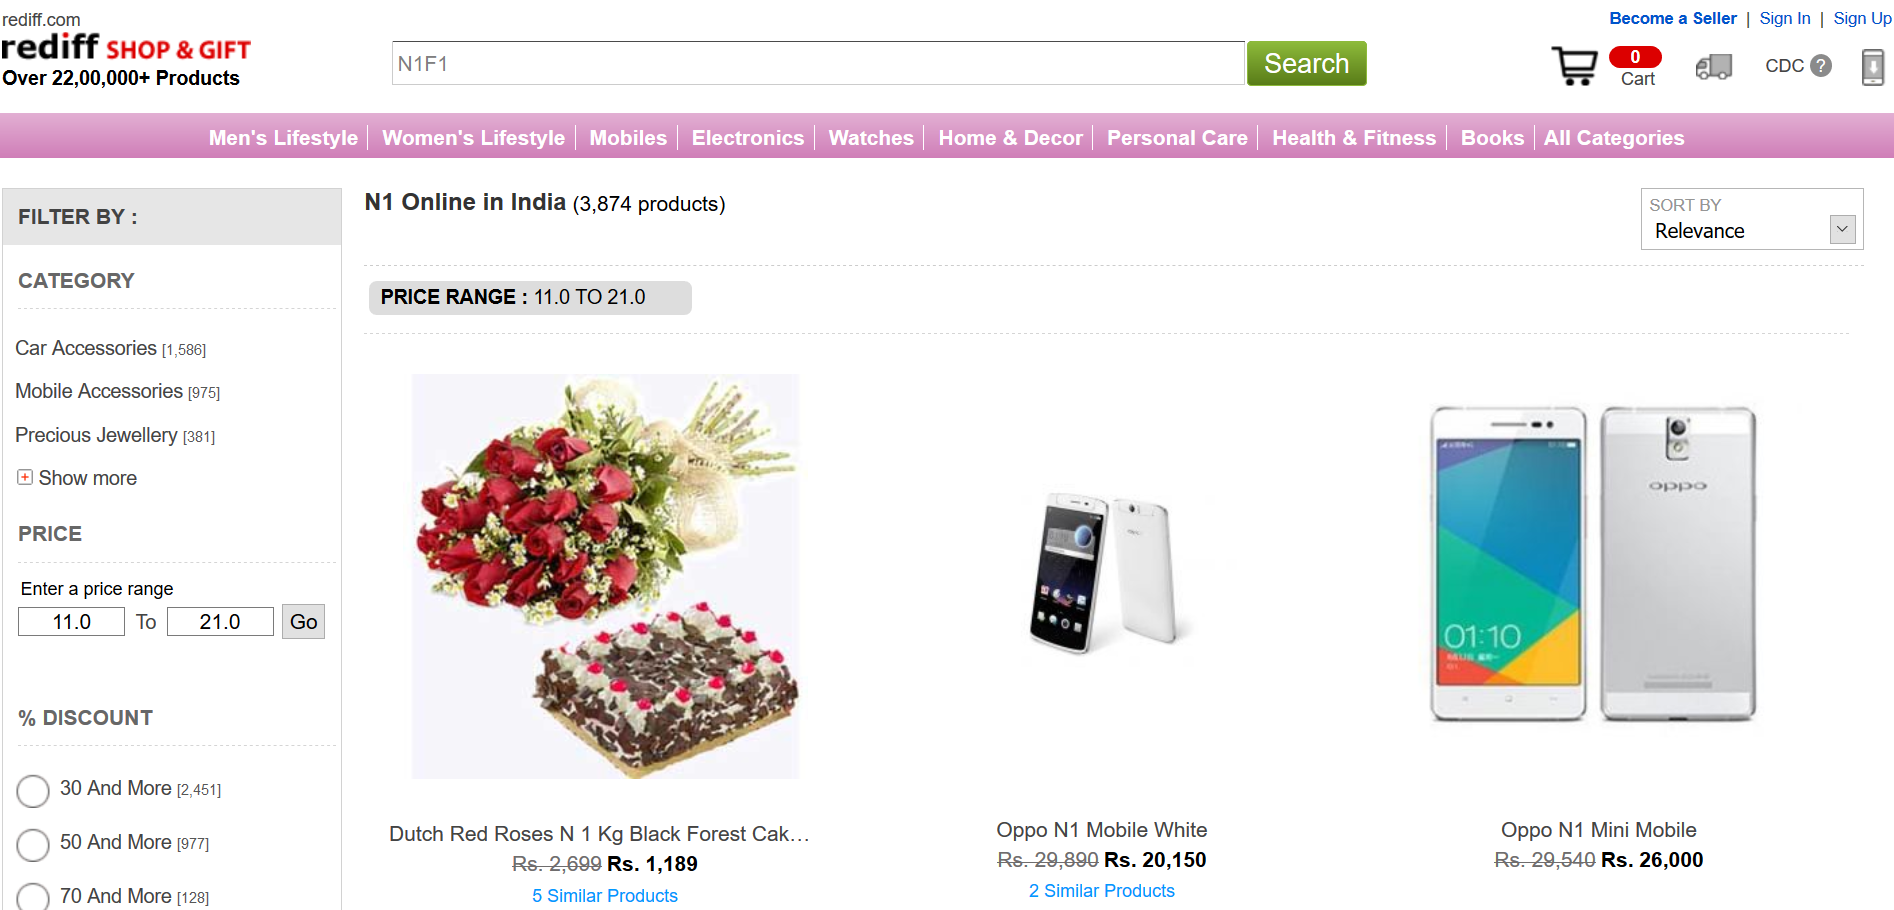 rediff.com
rediff SHOP & GIFT
Over 22,00,000+ Products
N1F1
Search
Become a Seller | Sign In | Sign Up
0
Cart
CDC ?
Men's Lifestyle Women's Lifestyle Mobiles Electronics Watches Home & Decor Personal Care Health & Fitness Books All Categories
FILTER BY :
CATEGORY
Car Accessories [1,586]
Mobile Accessories [975]
Precious Jewellery [381]
Show more
PRICE
Enter a price range
11.0 To 21.0 Go
% DISCOUNT
30 And More [2,451]
50 And More [977]
70 And More [128]
N1 Online in India (3,874 products)
SORT BY
Relevance
PRICE RANGE : 11.0 TO 21.0
oppo
01:10
Dutch Red Roses N 1 Kg Black Forest Cak...
Rs. 2,699 Rs. 1,189
5 Similar Products
Oppo N1 Mobile White
Rs. 29,890 Rs. 20,150
2 Similar Products
Oppo N1 Mini Mobile
Rs. 29,540 Rs. 26,000